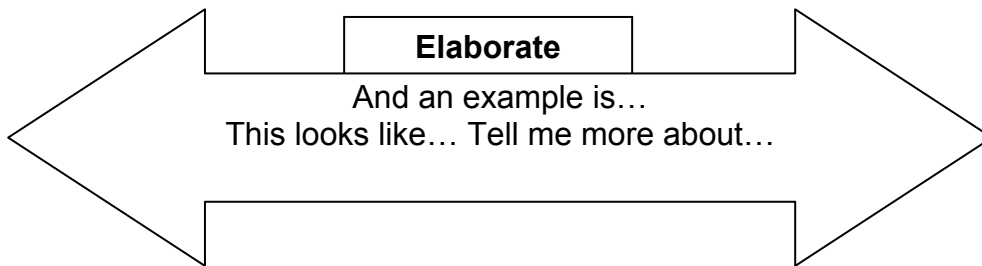 Elaborate
And an example is…
This looks like… Tell me more about…